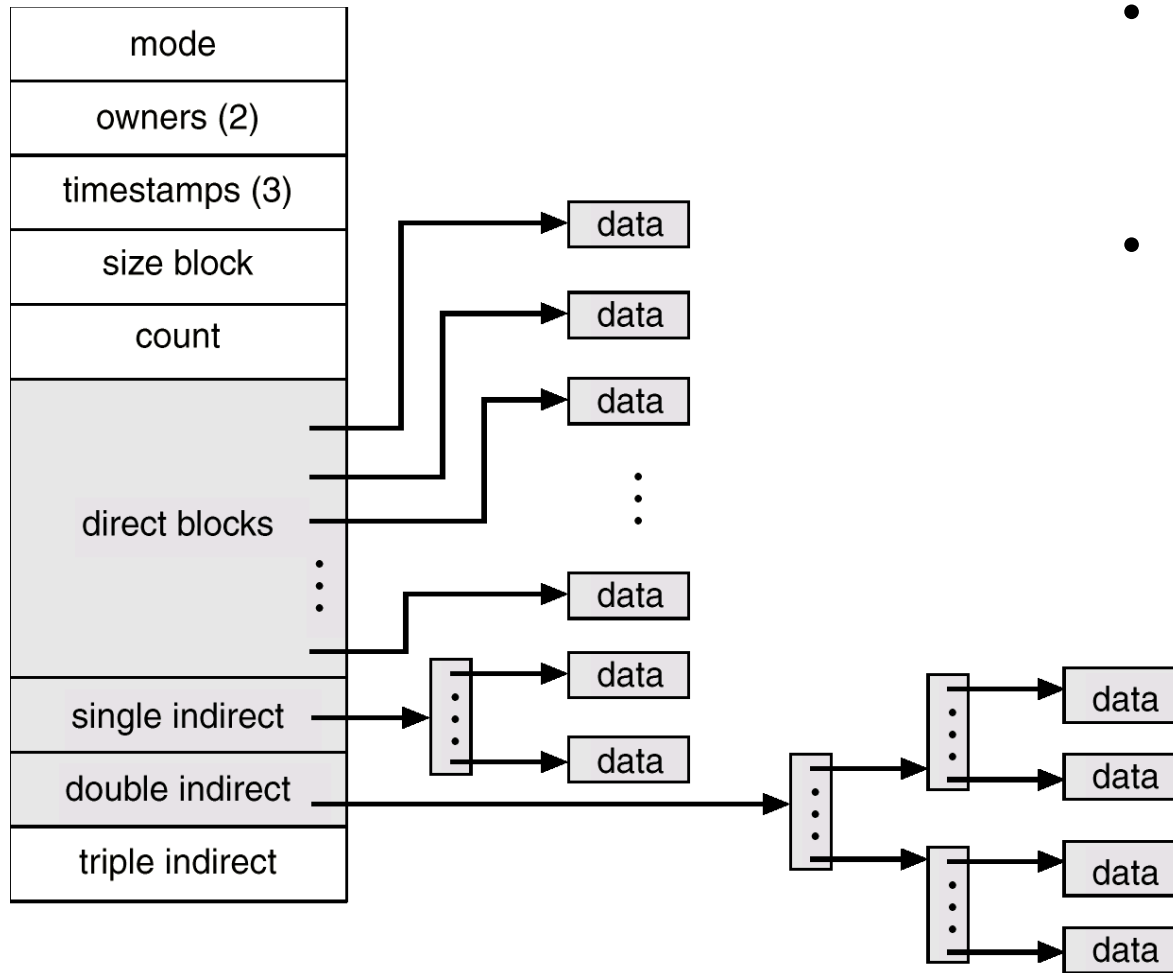 mode
owners (2)
timestamps (3)
size block
count
direct blocks
single indirect
double indirect
triple indirect
data
data
data
data
data
data
data
data
data
data